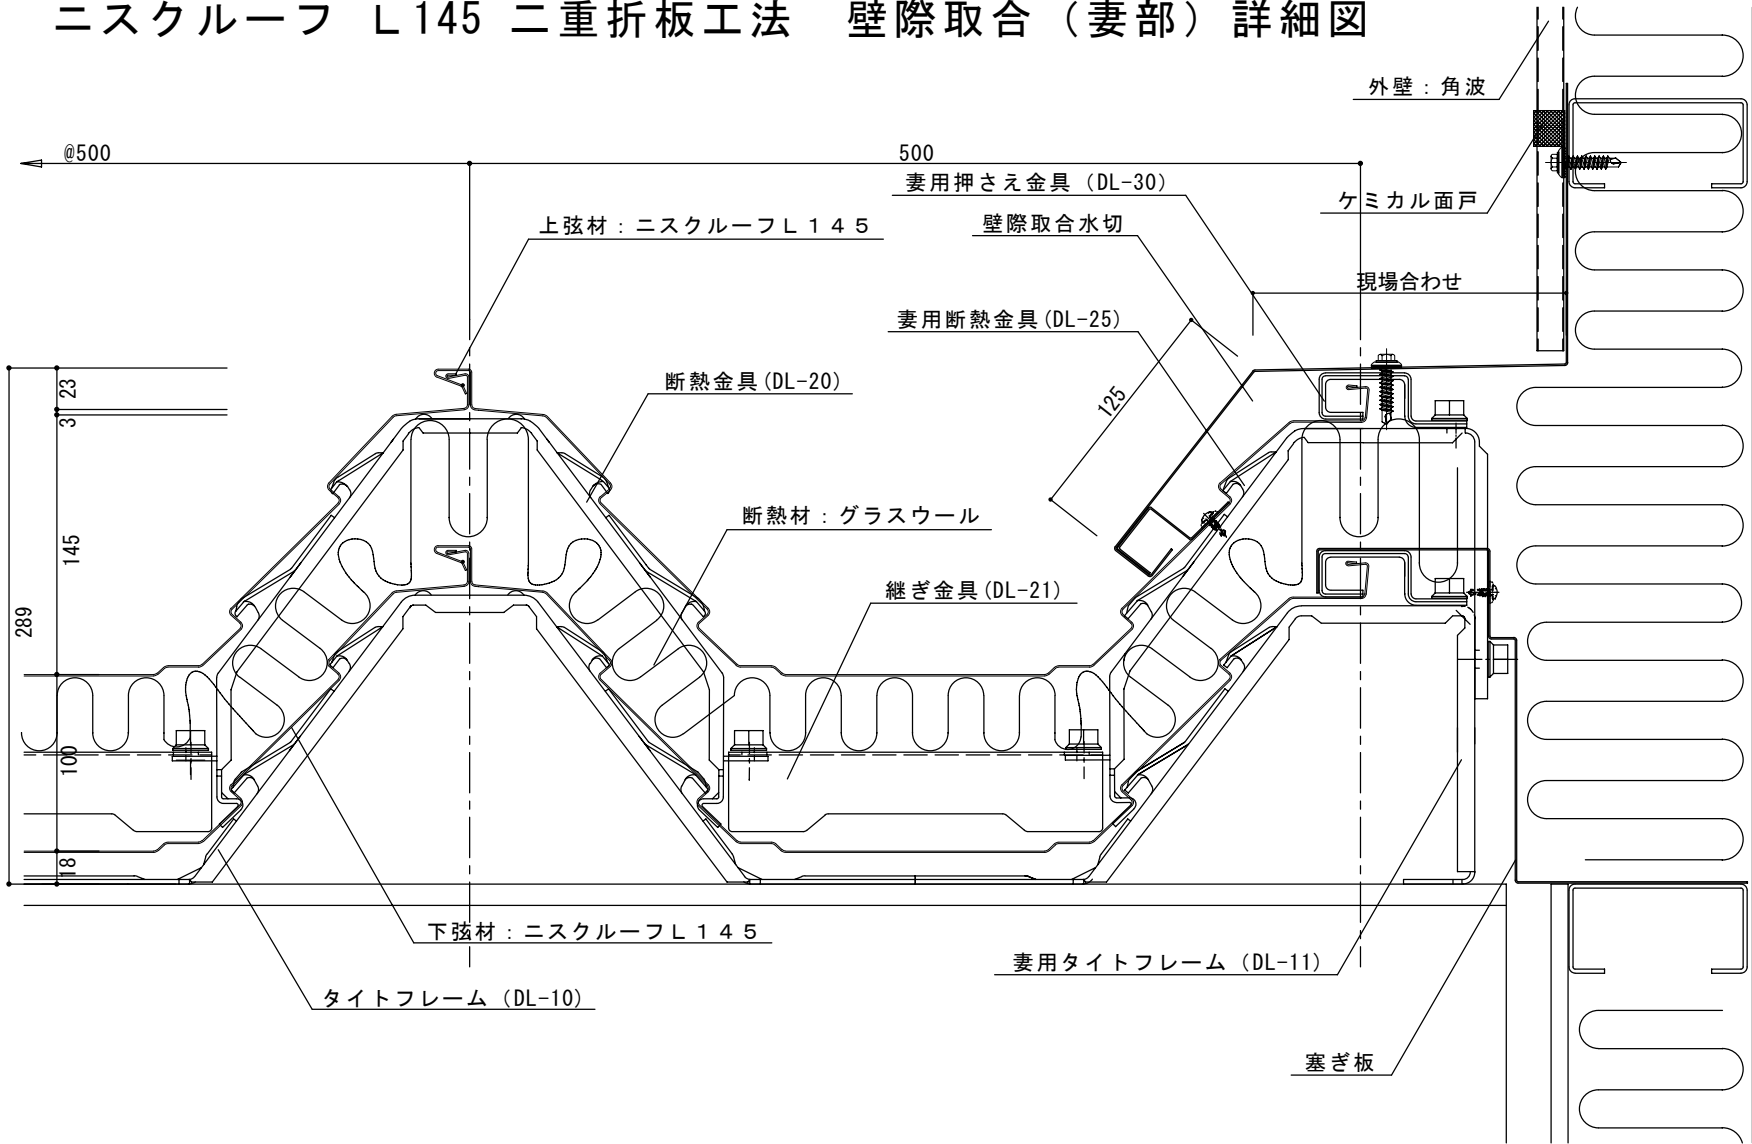 ニスクルーフ L145 二重折板工法 壁際取合（妻部）詳細図
外壁：角波
@500
500
妻用押さえ金具（DL-30）
ケミカル面戸
上弦材：ニスクルーフＬ１４５
壁際取合水切
現場合わせ
妻用断熱金具(DL-25)
断熱金具(DL-20)
23
125
3
断熱材：グラスウール
145
継ぎ金具(DL-21)
289
100
18
下弦材：ニスクルーフＬ１４５
妻用タイトフレーム（DL-11）
タイトフレーム（DL-10）
塞ぎ板